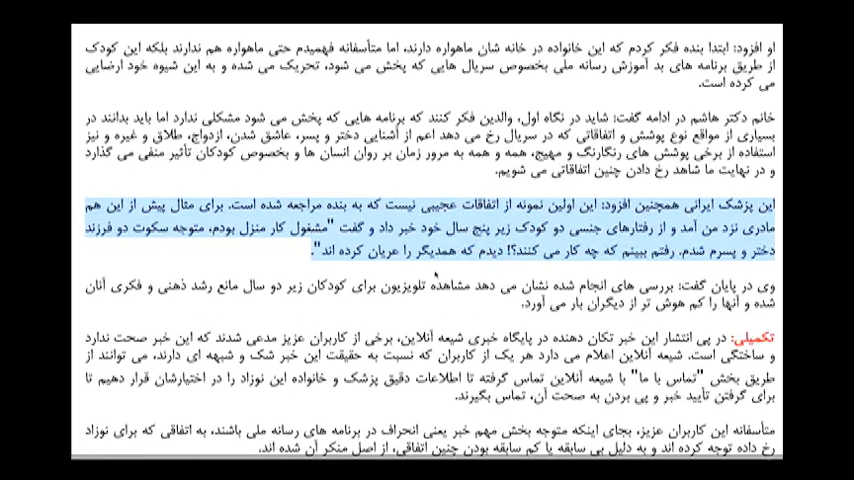 او افزود: ابتدا بنده فکر کردم که این خانواده در خانه شان ماهواره دارند، اما متأسفانه فهمیدم حتی ماهواره هم ندارند بلکه این کودک
از طریق برنامه های بد آموزش رسانه ملی بخصوص سریال هایی که پخش می شود، تحریک می شده و به این شیوه خود ارضایی
می کرده است.
خانم دکتر هاشم در ادامه گفت: شاید در نگاه اول، والدین فکر کنند که برنامه هایی که پخش می شود مشکلی ندارد اما باید بدانند در
بسیاری از مواقع نوع پوشش و اتفاقاتی که در سریال رخ می دهد اعم از آشنایی دختر و پسر، عاشق شدن، ازدواج، طلاق و غیره و نیز
استفاده از برخی پوشش های رنگارنگ و مهیج، همه و همه به مرور زمان بر روان انسان ها و بخصوص کودکان تأثیر منفی می گذارد
و در نهایت ما شاهد رخ دادن چنین اتفاقاتی می شویم.
این پزشک ایرانی همچنین افزود: این اولین نمونه از اتفاقات عجیبی نیست که به بنده مراجعه شده است. برای مثال پیش از این هم
مادری نزد من آمد و از رفتارهای جنسی دو کودک زیر پنج سال خود خبر داد و گفت "مشغول کار منزل بودم، متوجه سکوت دو فرزند
دختر و پسرم شدم. رفتم ببینم که چه کار می کنند؟! دیدم که همدیگر را عریان کرده اند".
وی در پایان گفت: بررسی های انجام شده نشان می دهد مشاهده تلویزیون برای کودکان زیر دو سال مانع رشد ذهنی و فکری آنان
شده و آنها را کم هوش تر از دیگران بار می آورد.
تکمیلی: در پی انتشار این خبر تکان دهنده در پایگاه خبری شیعه آنلاین، برخی از کاربران عزیز مدعی شدند که این خبر صحت ندارد
و ساختگی است. شیعه آنلاین اعلام می دارد هر یک از کاربران که نسبت به حقیقت این خبر شک و شبهه ای دارند، می توانند از
طریق بخش "تماس با ما" با شیعه آنلاین تماس گرفته تا اطلاعات دقیق پزشک و خانواده این نوزاد را در اختیارشان قرار دهیم تا
برای گرفتن تأیید خبر و پی بردن به صحت آن، تماس بگیرند.
متأسفانه این کاربران عزیز، بجای اینکه متوجه بخش مهم خبر یعنی انحراف در برنامه های رسانه ملی باشند، به اتفاقی که برای نوزاد
رخ داده توجه کرده اند و به دلیل بی سابقه یا کم سابقه بودن چنین اتفاقی، از اصل منکر آن شده اند.